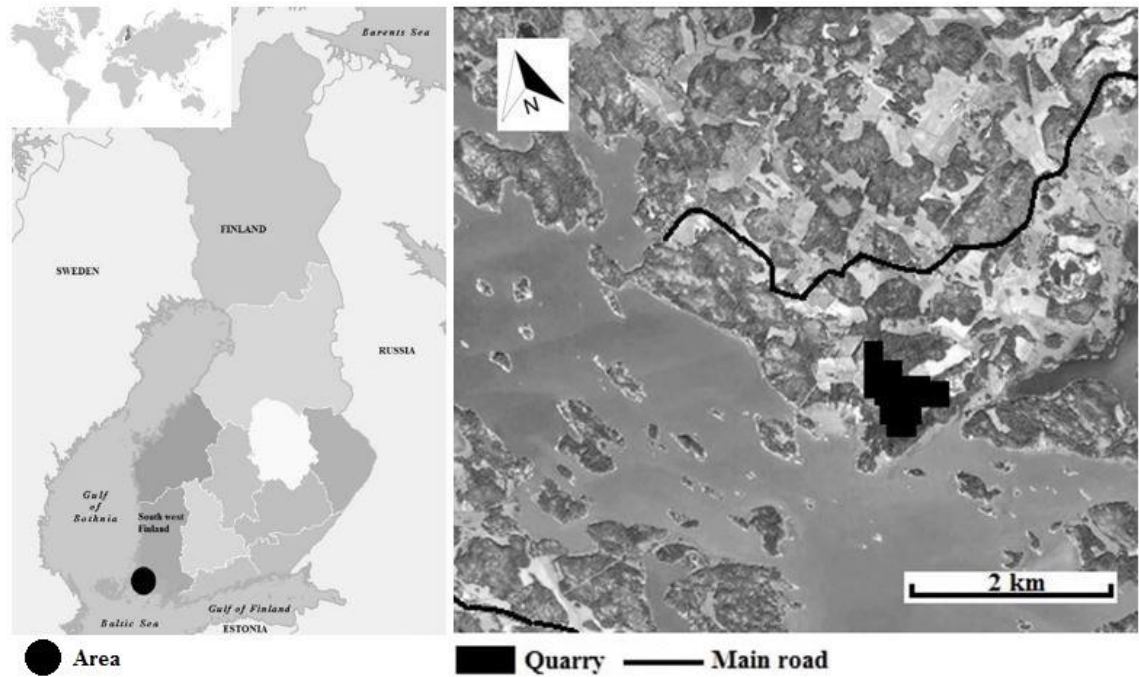 Barents Sea
FINLAND
SWEDEN
RUSSIA
Gulf
of
Bothnia
South west
Finland
Gulf of Finland
Baltic Sea
ESTONIA
Area
N
2 km
Quarry
Main road